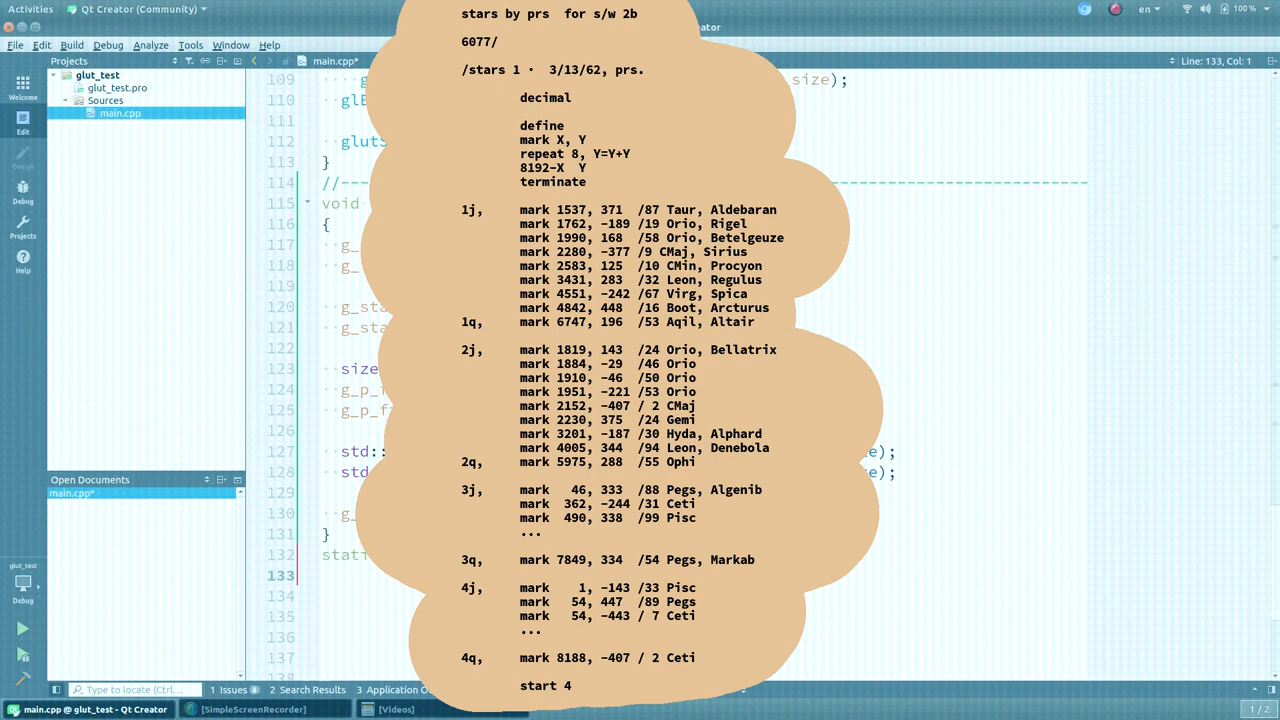 Activities Qt Creator (Community) en 100 %
File Edit Build Debug Analyze Tools Window Help
Projects
main.cpp*
Line: 133, Col: 1
glut_test
glut_test.pro
Sources
main.cpp
Welcome
Edit
Design
Debug
Projects
Help
Open Documents
main.cpp*
glut_test
Debug
109 g size);
110
111
112
113 }
114 //--
115 void
116 {
117 g_
118 g_
119
120 g_sta
121 g_sta
122
123 size
124 g_p_f
125 g_p_f
126
127 std:: e);
128 std e);
129
130 g_
131 }
132
133
134
135
136
137
138
stars by prs for s/w 2b
6077/
/stars 1 · 3/13/62, prs.
decimal
define
mark X, Y
repeat 8, Y=Y+Y
8192-X Y
terminate
1j, mark 1537, 371 /87 Taur, Aldebaran
mark 1762, -189 /19 Orio, Rigel
mark 1990, 168 /58 Orio, Betelgeuze
mark 2280, -377 /9 CMaj, Sirius
mark 2583, 125 /10 CMin, Procyon
mark 3431, 283 /32 Leon, Regulus
mark 4551, -242 /67 Virg, Spica
mark 4842, 448 /16 Boot, Arcturus
1q, mark 6747, 196 /53 Aqil, Altair
2j, mark 1819, 143 /24 Orio, Bellatrix
mark 1884, -29 /46 Orio
mark 1910, -46 /50 Orio
mark 1951, -221 /53 Orio
mark 2152, -407 / 2 CMaj
mark 2230, 375 /24 Gemi
mark 3201, -187 /30 Hyda, Alphard
mark 4005, 344 /94 Leon, Denebola
2q, mark 5975, 288 /55 Ophi
3j, mark 46, 333 /88 Pegs, Algenib
mark 362, -244 /31 Ceti
mark 490, 338 /99 Pisc
...
3q, mark 7849, 334 /54 Pegs, Markab
4j, mark 1, -143 /33 Pisc
mark 54, 447 /89 Pegs
mark 54, -443 / 7 Ceti
...
4q, mark 8188, -407 / 2 Ceti
start 4
Type to locate (Ctrl... 1 Issues 8 2 Search Results 3 Application O
main.cpp @ glut_test - Qt Creator [SimpleScreenRecorder] [Videos] 1 / 2